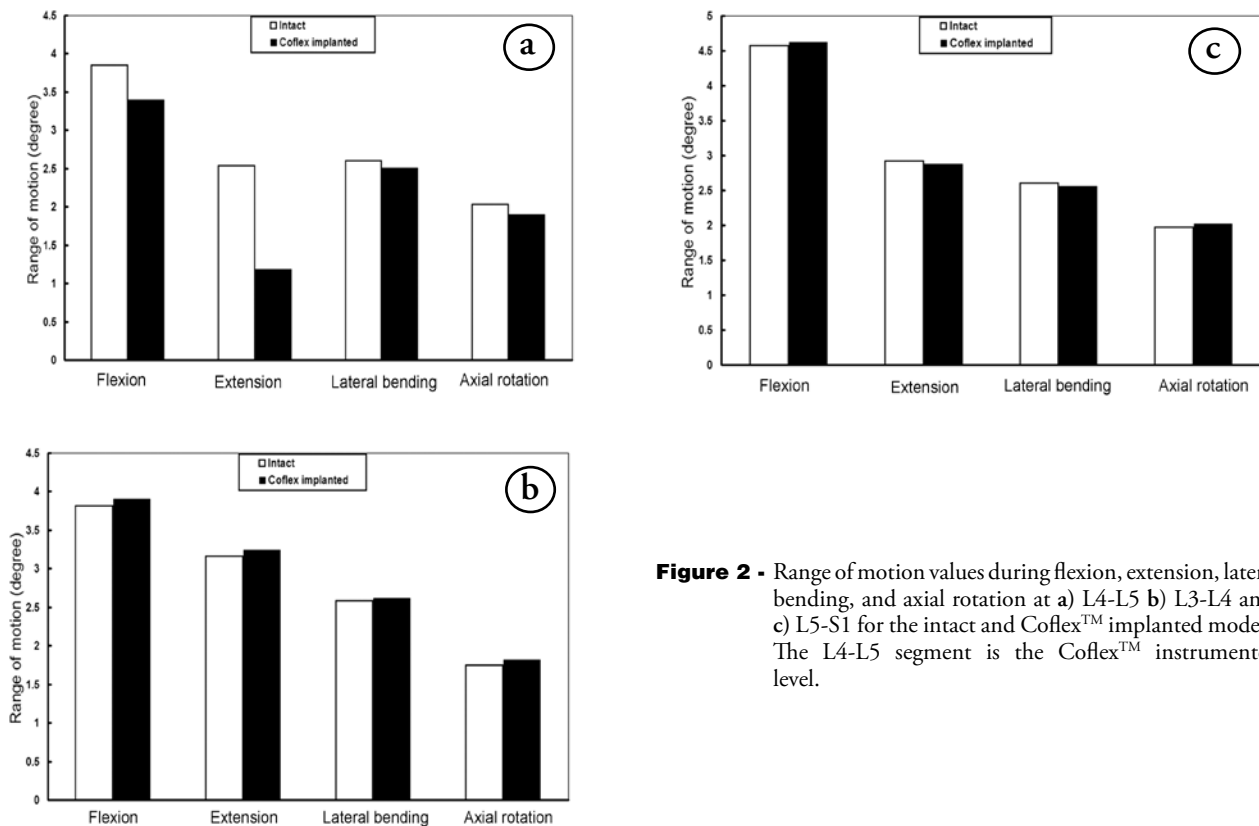 4.5
4
3.5
3
2.5
2
1.5
1
0.5
0
Range of motion (degree)
Intact
Coflex implanted
a
Flexion Extension Lateral bending Axial rotation
5
4.5
4
3.5
3
2.5
2
1.5
1
0.5
0
Range of motion (degree)
Intact
Coflex implanted
c
Flexion Extension Lateral bending Axial rotation
4.5
4
3.5
3
2.5
2
1.5
1
0.5
0
Range of motion (degree)
Intact
Coflex implanted
b
Flexion Extension Lateral bending Axial rotation
Figure 2 - Range of motion values during flexion, extension,
bending, and axial rotation at a) L4-L5 b) L3-L4
c) L5-S1 for the intact and Coflex™ implanted
The L4-L5 segment is the Coflex™
level.